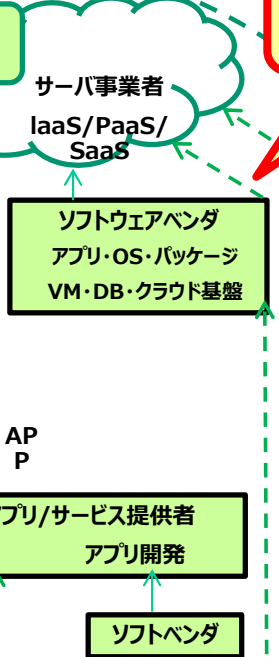 サーバ事業者
IaaS/PaaS/
SaaS
ソフトウェアベンダ
アプリ・OS・パッケージ
VM・DB・クラウド基盤
AP
P
プリ/サービス提供者
アプリ開発
ソフトベンダ